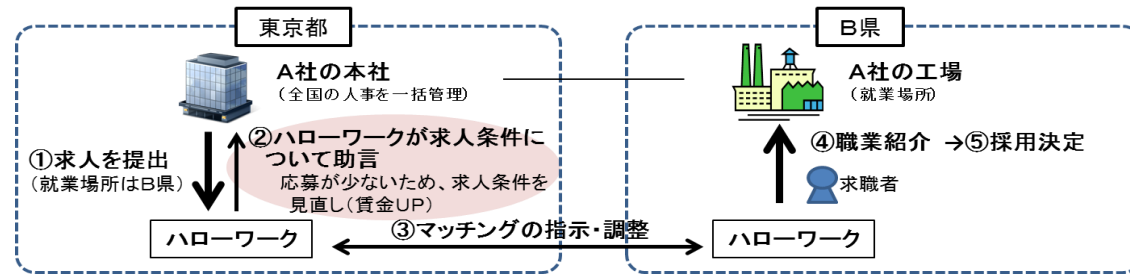 東京都
A社の本社
(全国の人事を一括管理)
①求人を提出
(就業場所はB県)
②ハローワークが求人条件に
ついて助言
応募が少ないため、求人条件を
見直し(賃金UP)
ハローワーク
③マッチングの指示・調整
B県
A社の工場
(就業場所)
④職業紹介 →⑤採用決定
求職者
ハローワーク